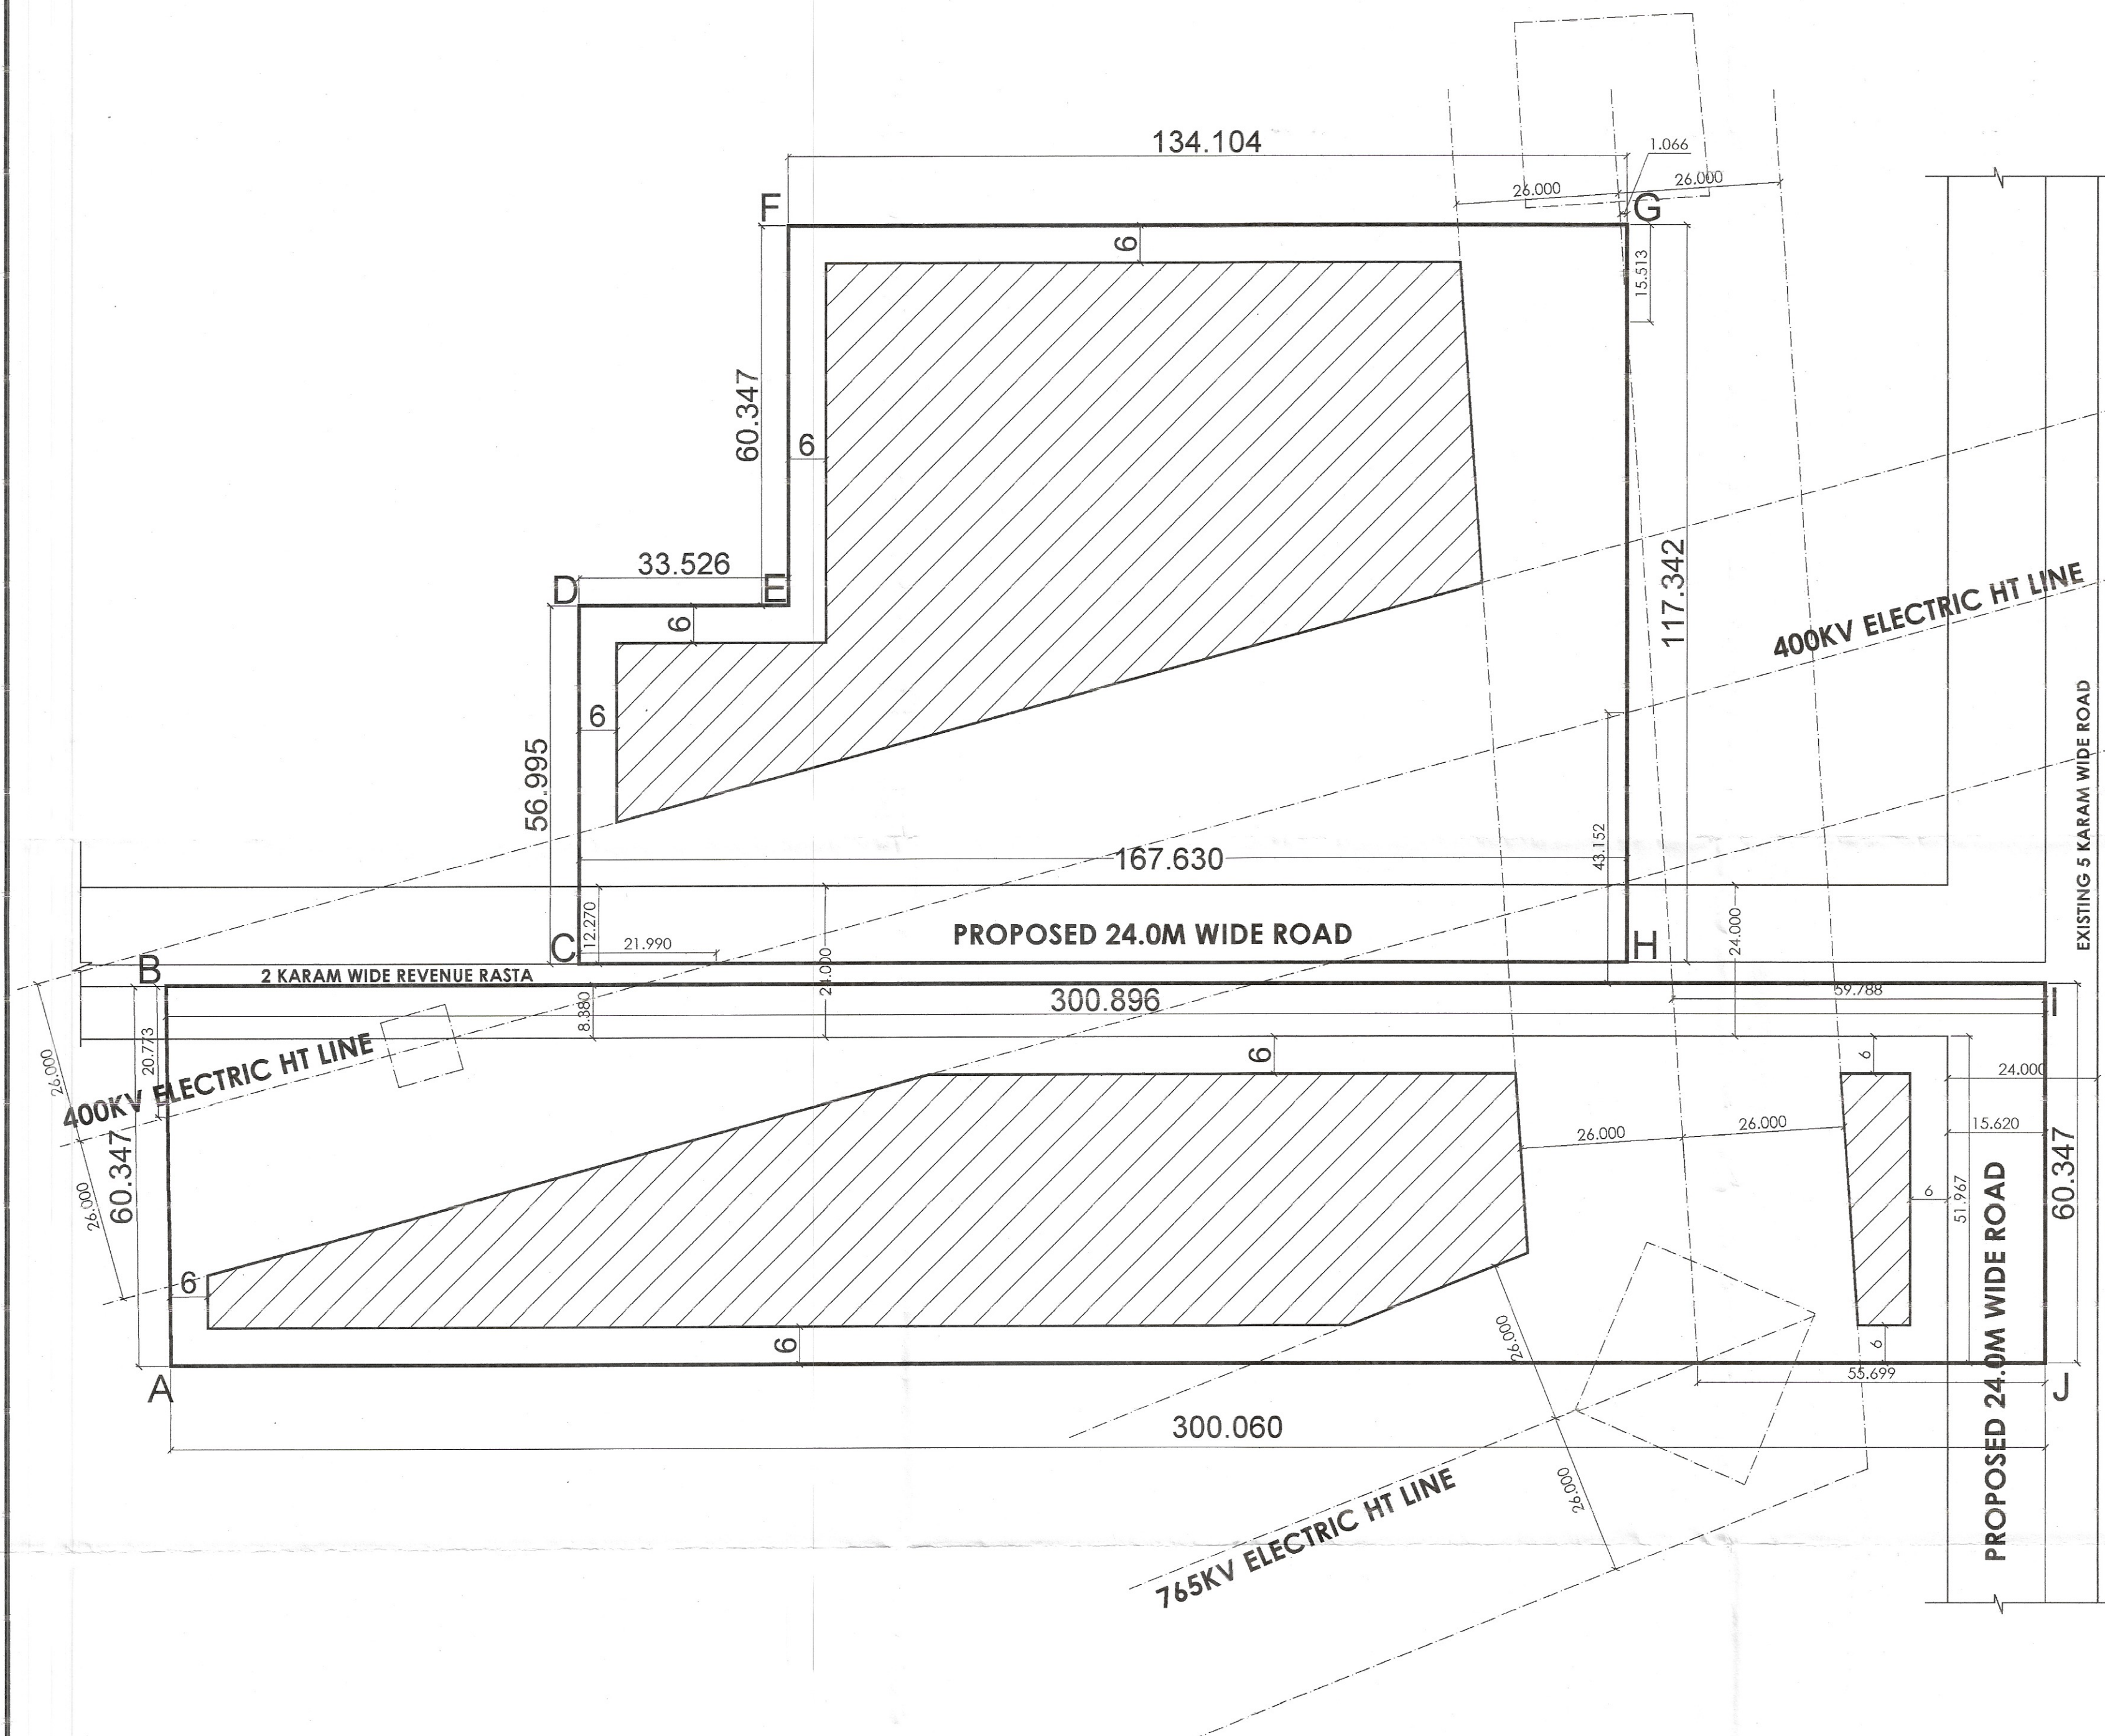 134.104
1.066
26.000
26.000
F
G
6
15.513
60.347
6
33.526
D
E
6
117.342
400KV ELECTRIC HT LINE
6
56.995
EXISTING 5 KARAM WIDE ROAD
167.630
43.152
12.270
21.990
C
PROPOSED 24.0M WIDE ROAD
H
24.000
24.000
B
2 KARAM WIDE REVENUE RASTA
300.896
59.788
I
8.380
20.773
400KV ELECTRIC HT LINE
26.000
26.000
60.347
6
6
24.000
15.620
26.000
26.000
6
51.967
60.347
PROPOSED 24.0M WIDE ROAD
6
6
6
26.000
A
55.699
J
300.060
26.000
765KV ELECTRIC HT LINE